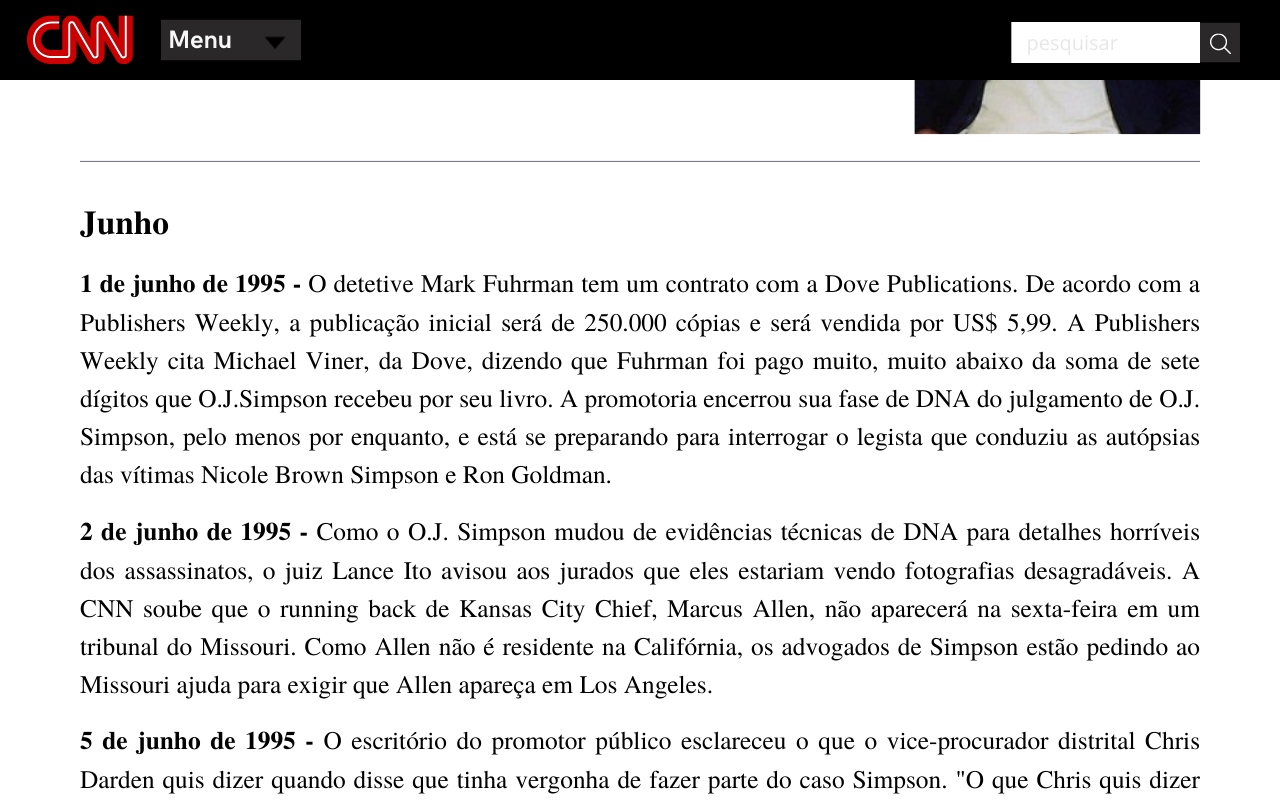 CNN Menu pesquisar
Junho
1 de junho de 1995 - O detetive Mark Fuhrman tem um contrato com a Dove Publications. De acordo com a
Publishers Weekly, a publicação inicial será de 250.000 cópias e será vendida por US$ 5,99. A Publishers
Weekly cita Michael Viner, da Dove, dizendo que Fuhrman foi pago muito, muito abaixo da soma de sete
dígitos que O.J.Simpson recebeu por seu livro. A promotoria encerrou sua fase de DNA do julgamento de O.J.
Simpson, pelo menos por enquanto, e está se preparando para interrogar o legista que conduziu as autópsias
das vítimas Nicole Brown Simpson e Ron Goldman.
2 de junho de 1995 - Como o O.J. Simpson mudou de evidências técnicas de DNA para detalhes horríveis
dos assassinatos, o juiz Lance Ito avisou aos jurados que eles estariam vendo fotografias desagradáveis. A
CNN soube que o running back de Kansas City Chief, Marcus Allen, não aparecerá na sexta-feira em um
tribunal do Missouri. Como Allen não é residente na Califórnia, os advogados de Simpson estão pedindo ao
Missouri ajuda para exigir que Allen apareça em Los Angeles.
5 de junho de 1995 - O escritório do promotor público esclareceu o que o vice-procurador distrital Chris
Darden quis dizer quando disse que tinha vergonha de fazer parte do caso Simpson. "O que Chris quis dizer